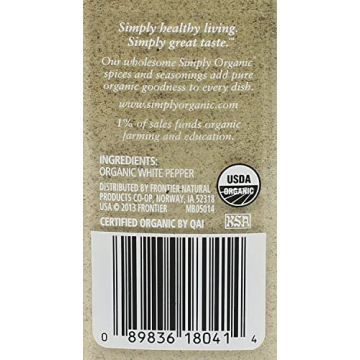 Simply healthy living.
Simply great taste.™
Our wholesome Simply Organic
spices and seasonings add pure
organic goodness to every dish.
www.simplyorganic.com
1% of sales funds organic
farming and education.
INGREDIENTS:
ORGANIC WHITE PEPPER
DISTRIBUTED BY FRONTIER NATURAL
PRODUCTS CO-OP, NORWAY, IA 52318
USA © 2013 FRONTIER MB05014
CERTIFIED ORGANIC BY QAI
USDA
ORGANIC
KSA
0 89836 18041 4